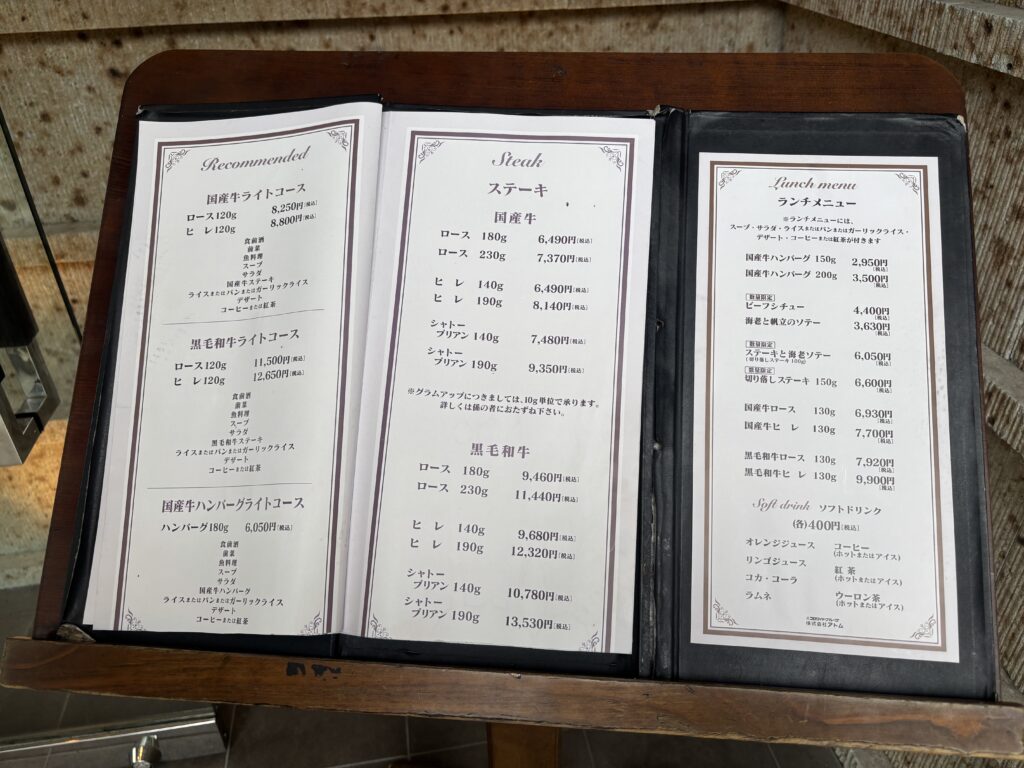 Recommended
国産牛ライトコース
ロース120g 8,250円(税込)
ヒレ120g 8,800円(税込)
食前酒
前菜
魚料理
スープ
サラダ
国産牛ステーキ
ライスまたはパンまたはガーリックライス
デザート
コーヒーまたは紅茶
黒毛和牛ライトコース
ロース120g 11,500円(税込)
ヒレ120g 12,650円(税込)
食前酒
前菜
魚料理
スープ
サラダ
黒毛和牛ステーキ
ライスまたはパンまたはガーリックライス
デザート
コーヒーまたは紅茶
国産牛ハンバーグライトコース
ハンバーグ180g 6,050円(税込)
食前酒
前菜
魚料理
スープ
サラダ
国産牛ハンバーグ
ライスまたはパンまたはガーリックライス
デザート
コーヒーまたは紅茶
Steak
ステーキ
国産牛
ロース 180g 6,490円(税込)
ロース 230g 7,370円(税込)
ヒレ 140g 6,490円(税込)
ヒレ 190g 8,140円(税込)
シャトー
ブリアン 140g 7,480円(税込)
シャトー
ブリアン 190g 9,350円(税込)
※グラムアップにつきましては、10g単位で承ります。
詳しくは係の者におたずね下さい。
黒毛和牛
ロース 180g 9,460円(税込)
ロース 230g 11,440円(税込)
ヒレ 140g 9,680円(税込)
ヒレ 190g 12,320円(税込)
シャトー
ブリアン 140g 10,780円(税込)
シャトー
ブリアン 190g 13,530円(税込)
Lunch menu
ランチメニュー
※ランチメニューには、
スープ・サラダ・ライスまたはパンまたはガーリックライス・
デザート・コーヒーまたは紅茶が付きます
国産牛ハンバーグ 150g 2,950円(税込)
国産牛ハンバーグ 200g 3,500円(税込)
数量限定
ビーフシチュー 4,400円(税込)
海老と帆立のソテー 3,630円(税込)
数量限定
ステーキと海老ソテー 6,050円(税込)
(切り落しステーキ100g)
数量限定
切り落しステーキ 150g 6,600円(税込)
国産牛ロース 130g 6,930円(税込)
国産牛ヒレ 130g 7,700円(税込)
黒毛和牛ロース 130g 7,920円(税込)
黒毛和牛ヒレ 130g 9,900円(税込)
Soft drink ソフトドリンク
(各)400円(税込)
オレンジジュース コーヒー
(ホットまたはアイス)
リンゴジュース 紅茶
(ホットまたはアイス)
コカ・コーラ
ラムネ ウーロン茶
(ホットまたはアイス)
コロワイドグループ
株式会社アトム